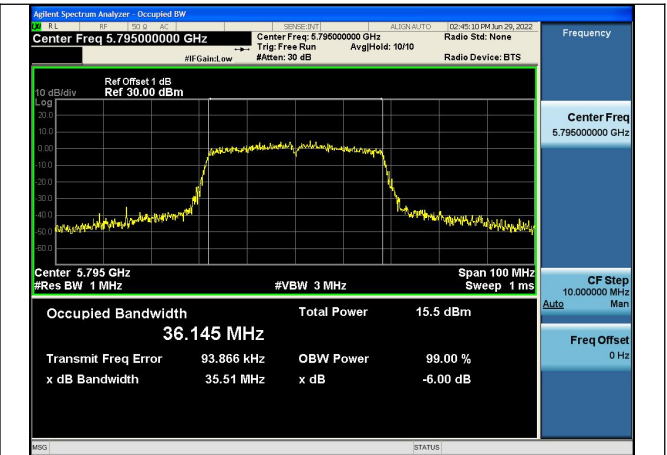 Agilent Spectrum Analyzer - Occupied BW
RL RF 50 Ω AC SENSE:INT ALIGN AUTO 02:45:10 PM Jun 29, 2022
Center Freq 5.795000000 GHz
Center Freq: 5.795000000 GHz
Radio Std: None
Trig: Free Run Avg|Hold: 10/10
#IFGain:Low #Atten: 30 dB Radio Device: BTS
Frequency
Ref Offset 1 dB
10 dB/div Ref 30.00 dBm
Log
20.0
10.0
0.00
-10.0
-20.0
-30.0
-40.0
-50.0
-60.0
Center 5.795 GHz Span 100 MHz
#Res BW 1 MHz #VBW 3 MHz Sweep 1 ms
Occupied Bandwidth Total Power 15.5 dBm
36.145 MHz
Transmit Freq Error 93.866 kHz OBW Power 99.00 %
x dB Bandwidth 35.51 MHz x dB -6.00 dB
Center Freq
5.795000000 GHz
CF Step
10.000000 MHz
Auto Man
Freq Offset
0 Hz
MSG STATUS